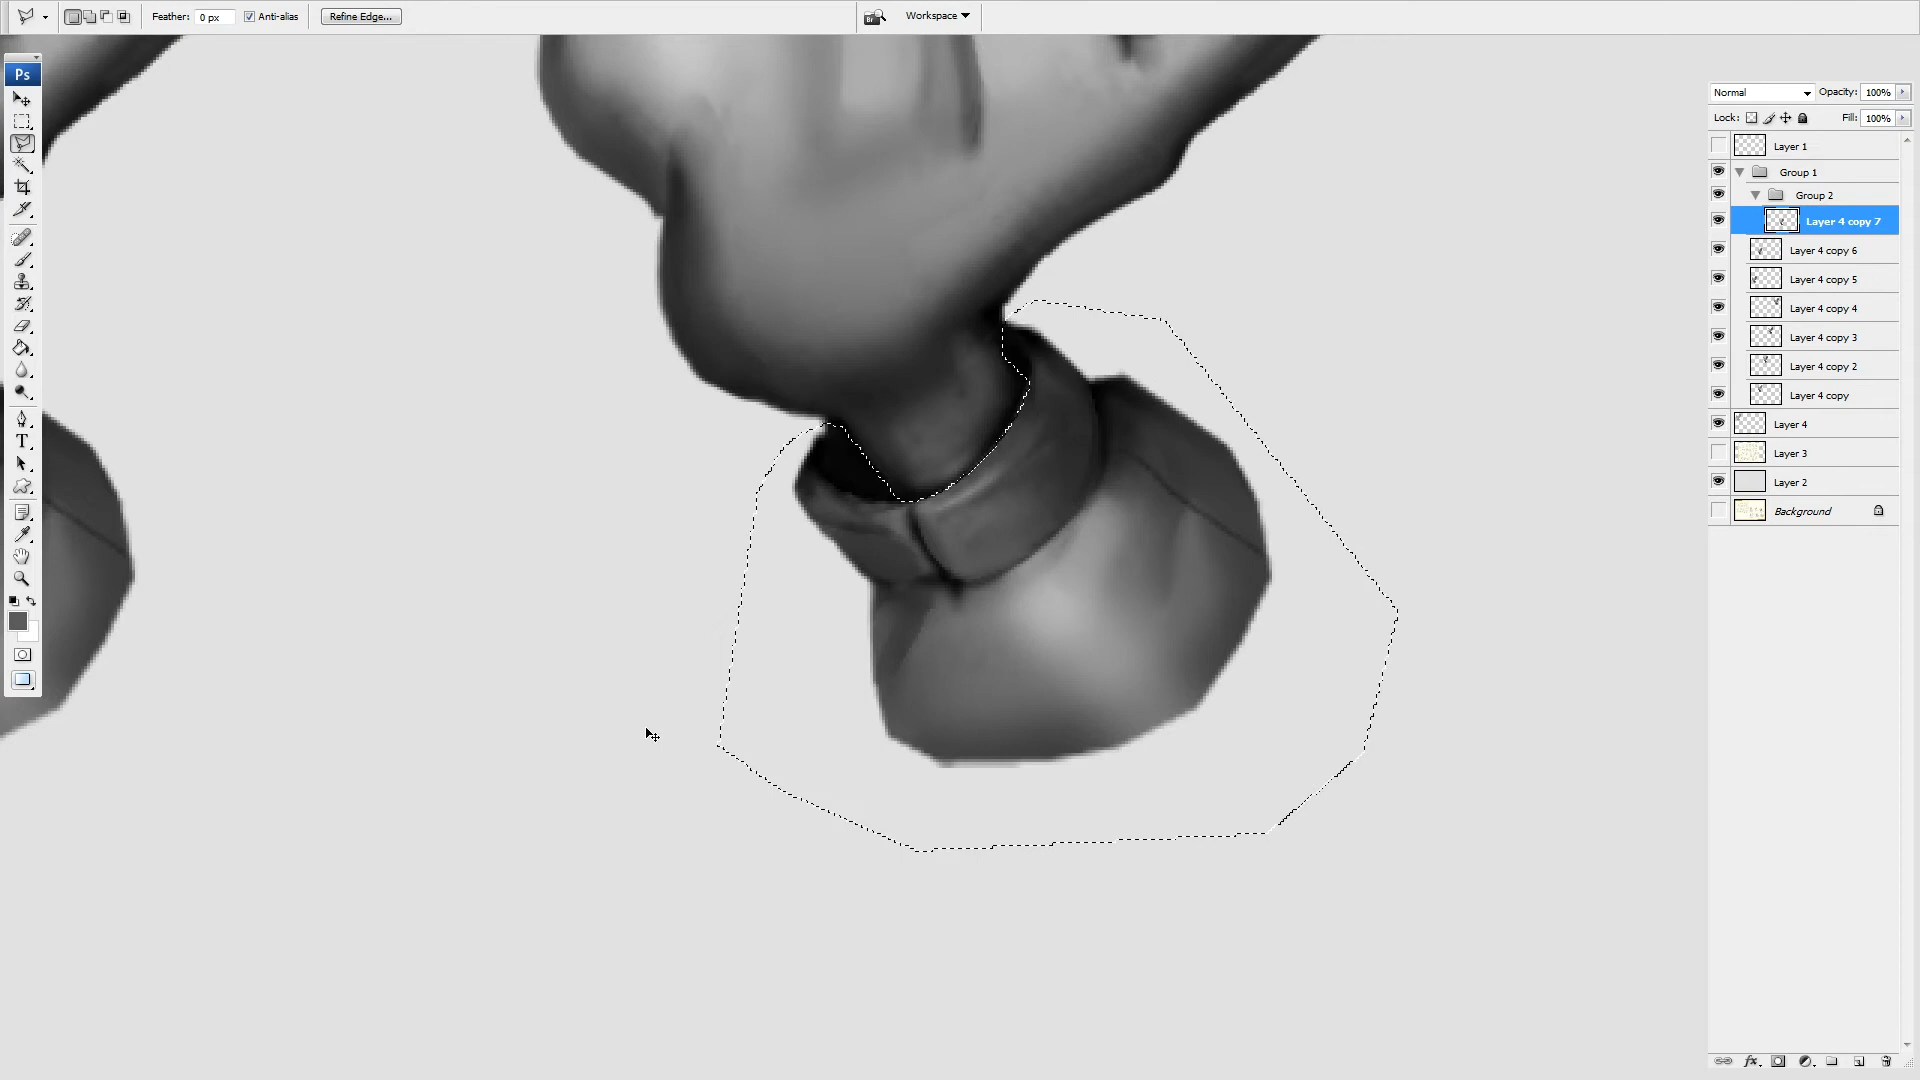 Feather: 0 px Anti-alias Refine Edge... Br Workspace
Ps
Normal Opacity: 100%
Lock: Fill: 100%
Layer 1
Group 1
Group 2
Layer 4 copy 7
Layer 4 copy 6
Layer 4 copy 5
Layer 4 copy 4
Layer 4 copy 3
Layer 4 copy 2
Layer 4 copy
Layer 4
Layer 3
Layer 2
Background
T
fx